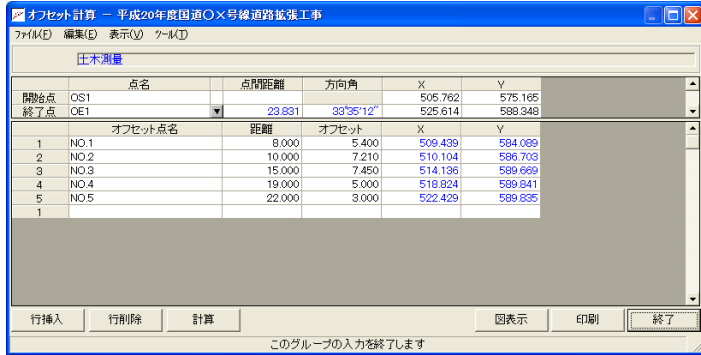 オフセット計算 － 平成20年度国道〇×号線道路拡張工事
ファイル(F) 編集(E) 表示(V) ツール(T)
土木測量
点名 点間距離 方向角 X Y
開始点 OS1 505.762 575.165
終了点 OE1 23.831 33°35'12" 525.614 588.348
オフセット点名 距離 オフセット X Y
1 NO.1 8.000 5.400 509.439 584.089
2 NO.2 10.000 7.210 510.104 586.703
3 NO.3 15.000 7.450 514.136 589.669
4 NO.4 19.000 5.000 518.824 589.841
5 NO.5 22.000 3.000 522.429 589.835
1
行挿入 行削除 計算 図表示 印刷 終了
このグループの入力を終了します